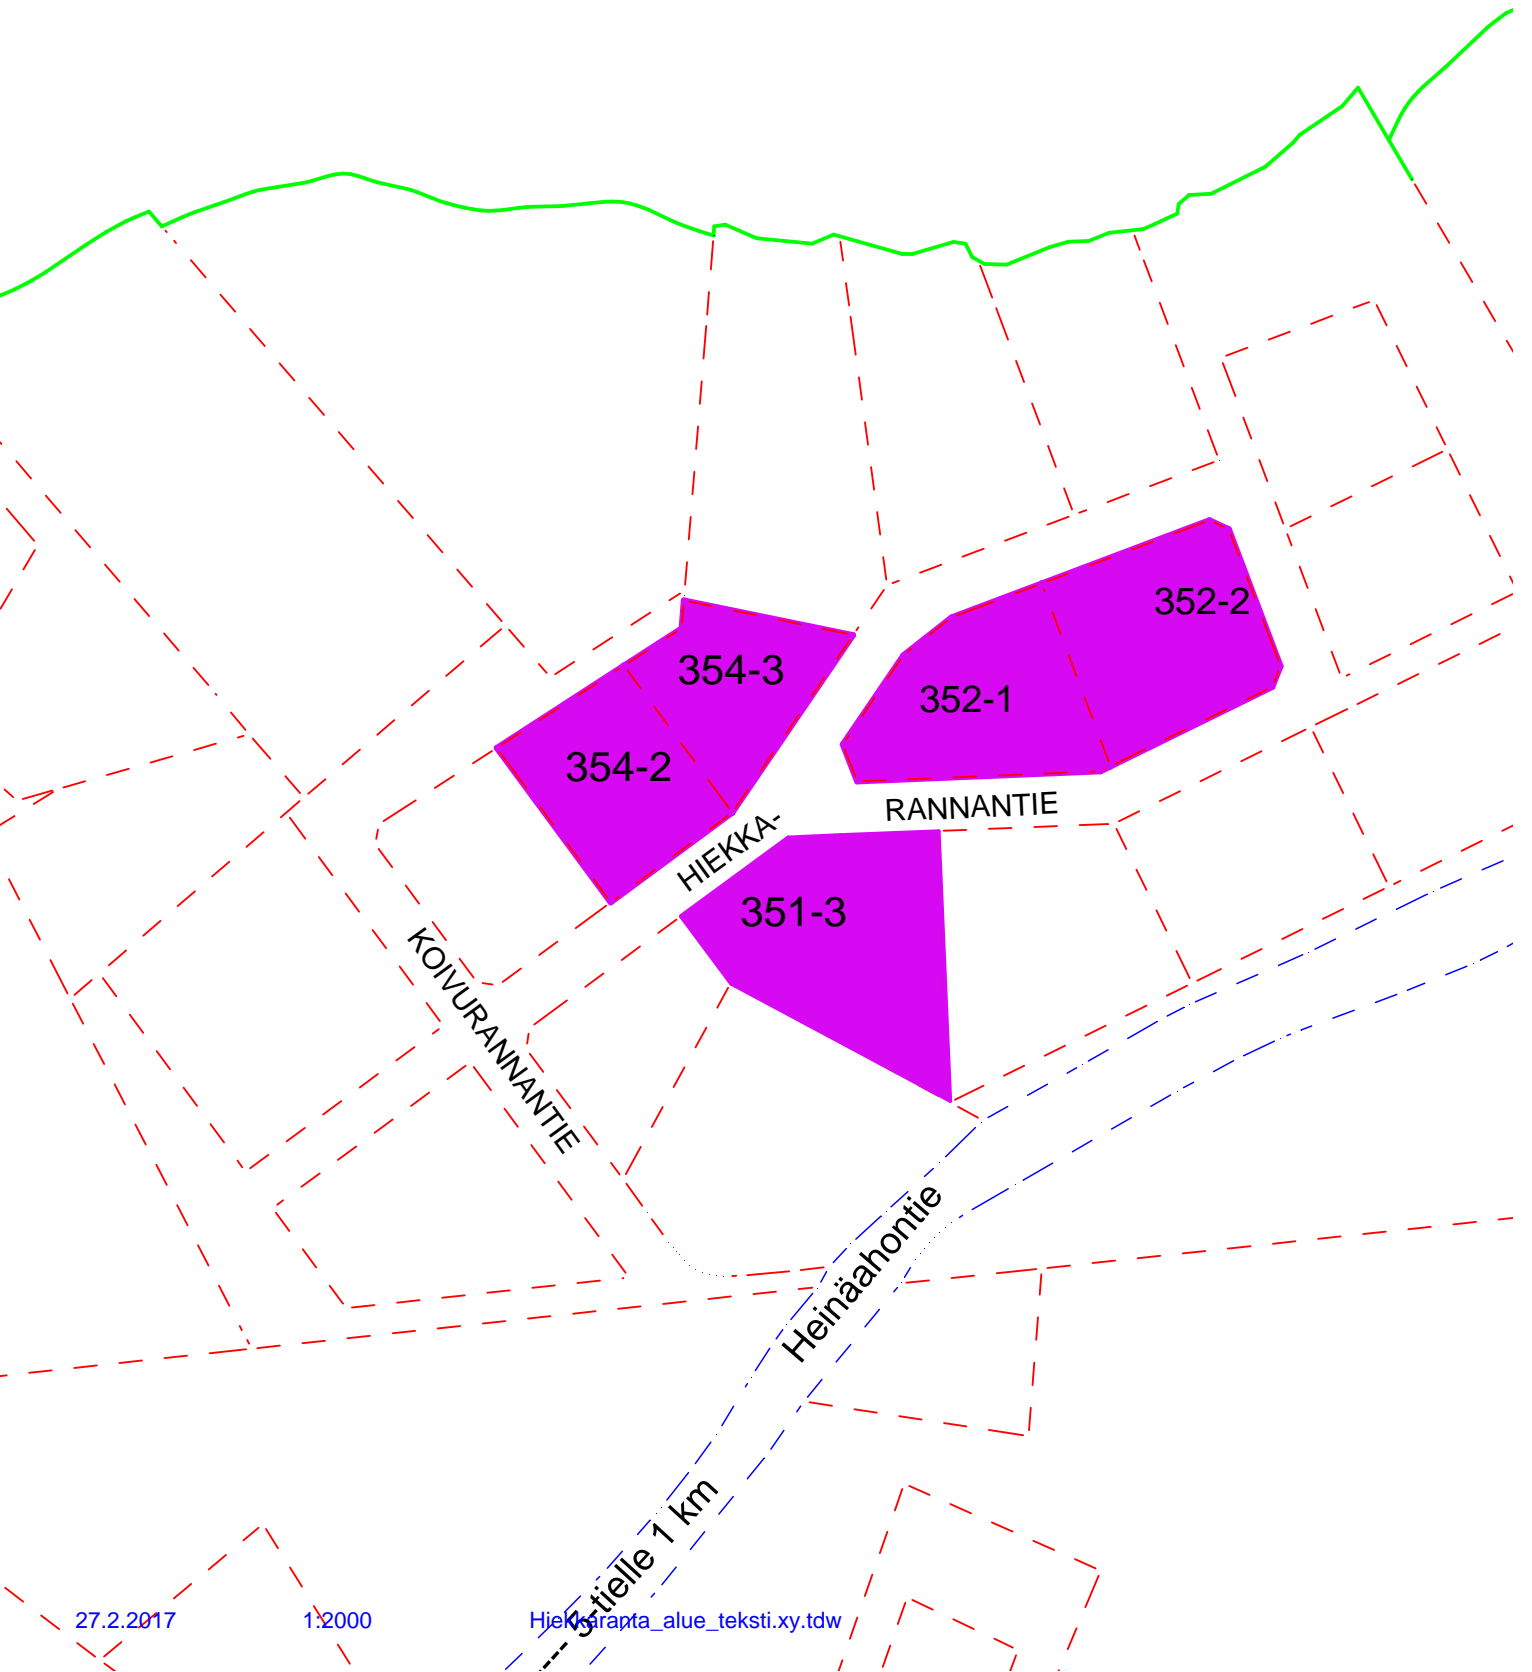 352-2
354-3
352-1
354-2
RANNANTIE
HIEKKA-
351-3
KOIVURANNANTIE
Heinäahontie
--- 5-tielle 1 km
27.2.2017 1:2000 Hiekkaranta_alue_teksti.xy.tdw